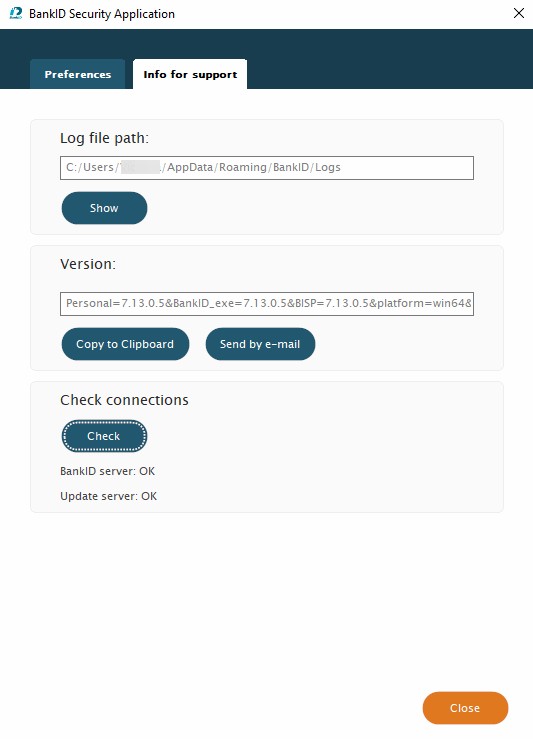 BankID Security Application
Preferences
Info for support
Log file path:
C:/Users/ /AppData/Roaming/BankID/Logs
Show
Version:
Personal=7.13.0.5&BankID_exe=7.13.0.5&BISP=7.13.0.5&platform=win64&
Copy to Clipboard
Send by e-mail
Check connections
Check
BankID server: OK
Update server: OK
Close